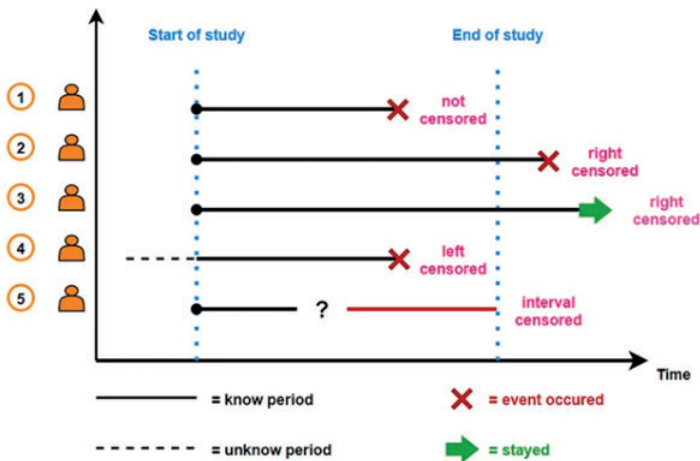 Start of study
End of study
1
not
censored
2
right
censored
3
right
censored
4
left
censored
5
?
interval
censored
Time
= know period
= event occured
= unknow period
= stayed